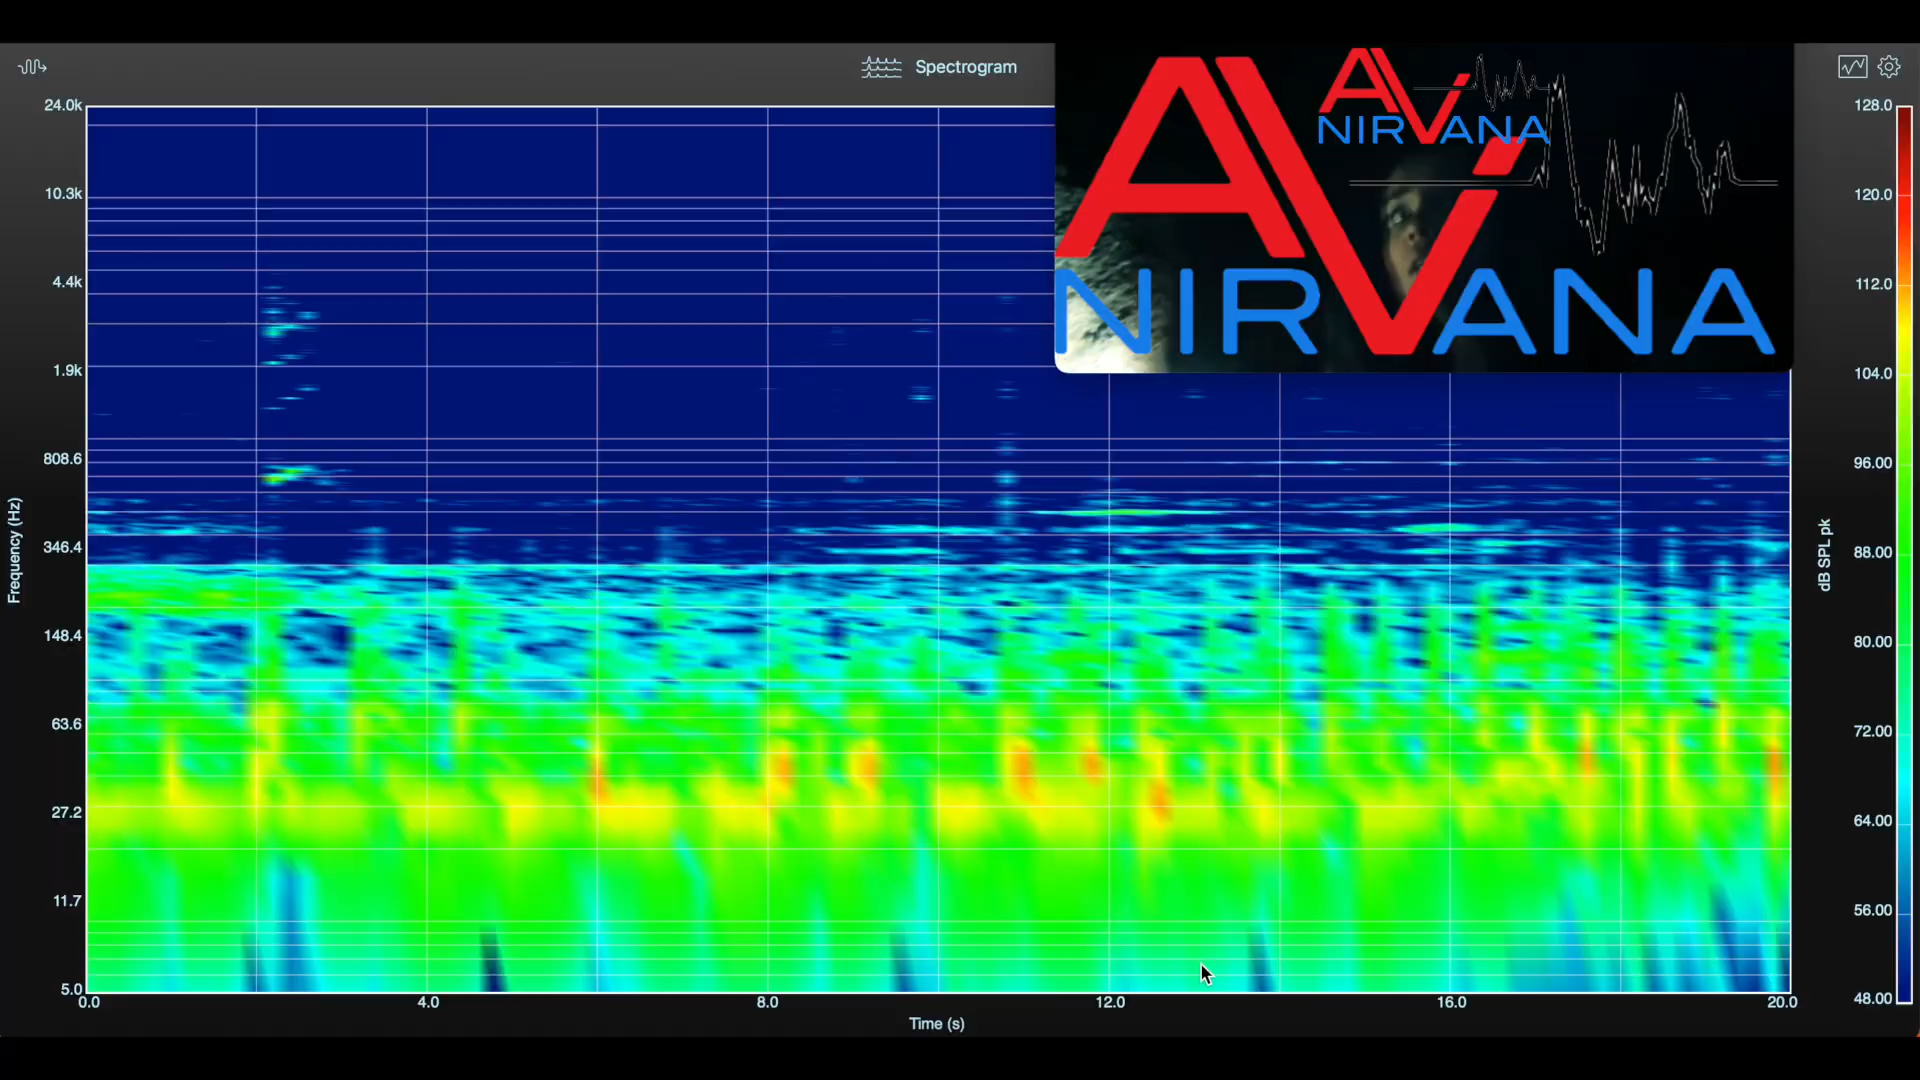 Spectrogram
AV NIRVANA
AV NIRVANA
24.0k
10.3k
4.4k
1.9k
808.6
346.4
148.4
63.6
27.2
11.7
5.0
Frequency (Hz)
0.0 4.0 8.0 12.0 16.0 20.0
Time (s)
128.0
120.0
112.0
104.0
96.00
88.00
80.00
72.00
64.00
56.00
48.00
dB SPL pk